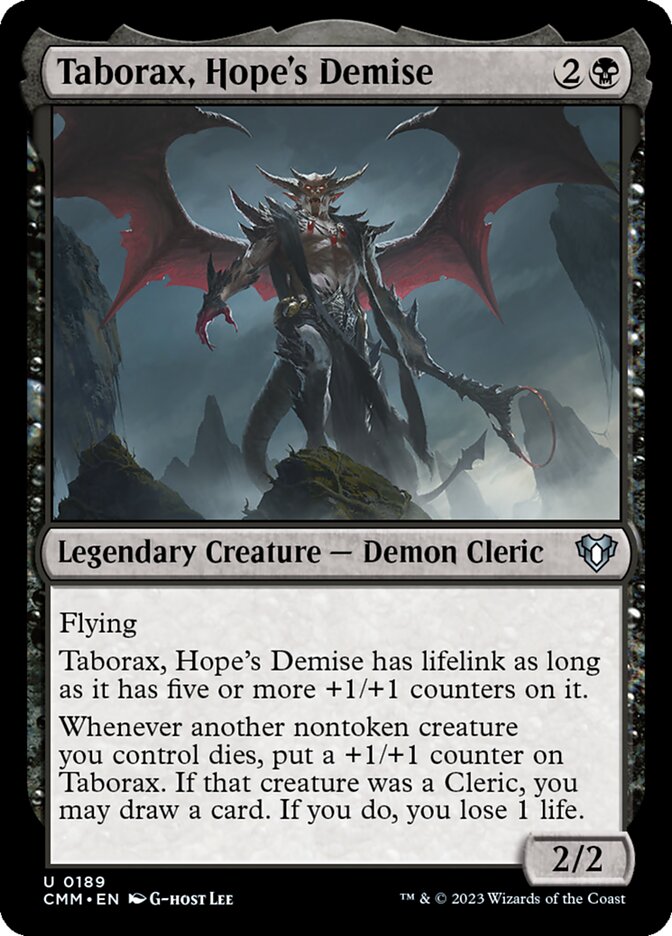 Taborax, Hope's Demise 2
Legendary Creature — Demon Cleric
Flying
Taborax, Hope's Demise has lifelink as long
as it has five or more +1/+1 counters on it.
Whenever another nontoken creature
you control dies, put a +1/+1 counter on
Taborax. If that creature was a Cleric, you
may draw a card. If you do, you lose 1 life.
2/2
U 0189
CMM • EN G-host Lee
™ & © 2023 Wizards of the Coast